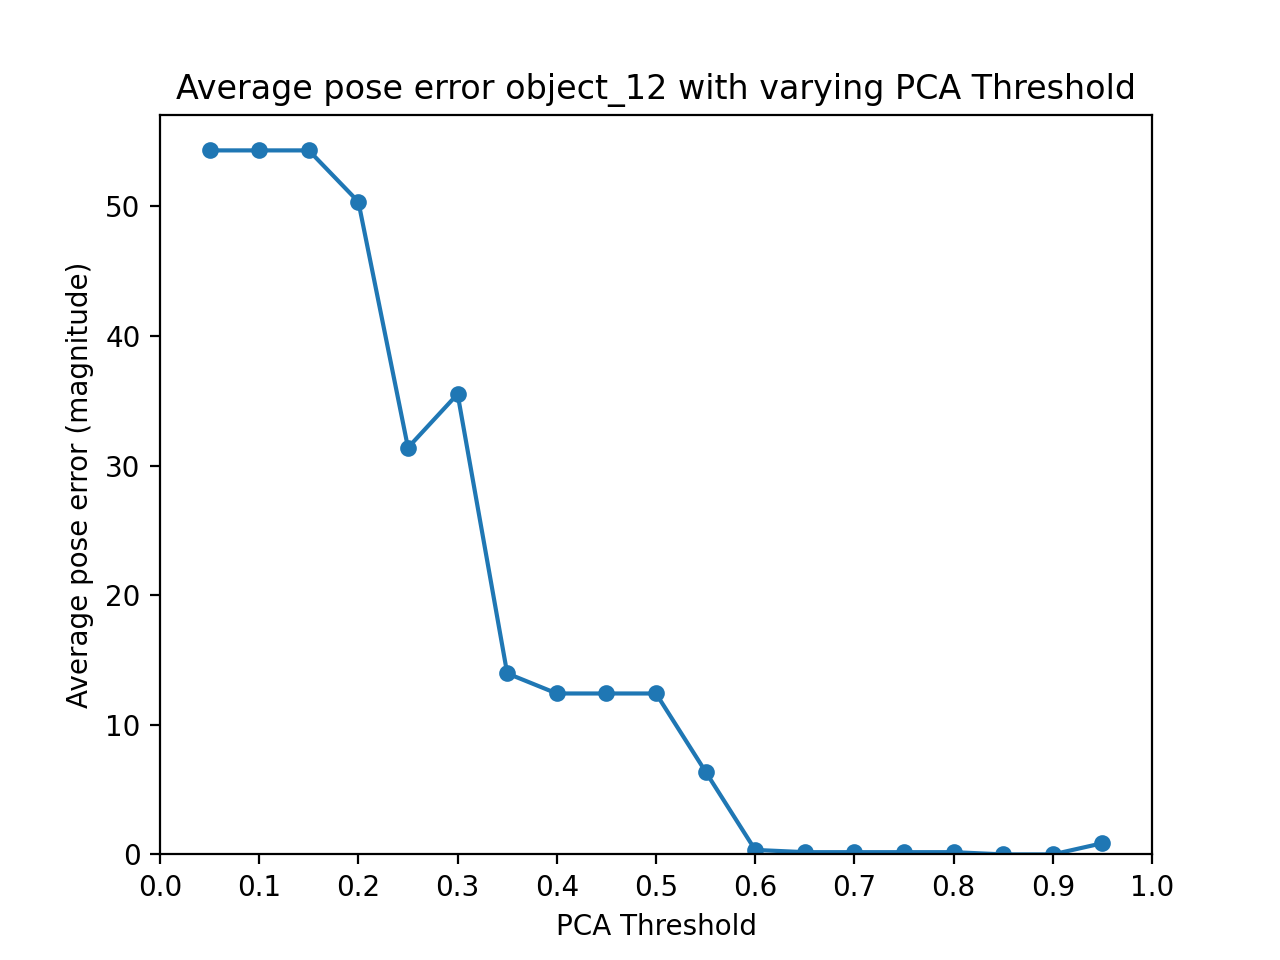 Average pose error object_12 with varying PCA Threshold
Average pose error (magnitude)
50
40
30
20
10
0
0.0 0.1 0.2 0.3 0.4 0.5 0.6 0.7 0.8 0.9 1.0
PCA Threshold